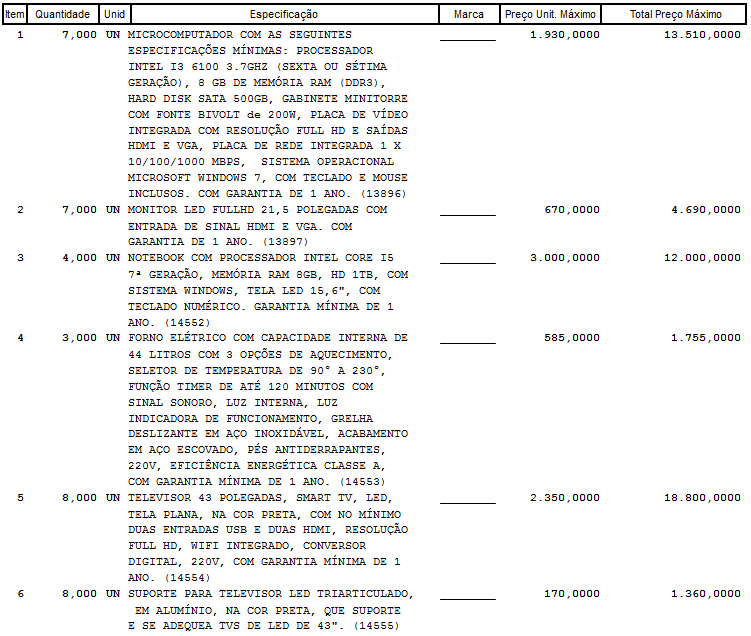 Item Quantidade Unid Especificação Marca Preço Unit. Máximo Total Preço Máximo
1 7,000 UN MICROCOMPUTADOR COM AS SEGUINTES ________ 1.930,0000 13.510,0000
ESPECIFICAÇÕES MÍNIMAS: PROCESSADOR
INTEL I3 6100 3.7GHZ (SEXTA OU SÉTIMA
GERAÇÃO), 8 GB DE MEMÓRIA RAM (DDR3),
HARD DISK SATA 500GB, GABINETE MINITORRE
COM FONTE BIVOLT de 200W, PLACA DE VÍDEO
INTEGRADA COM RESOLUÇÃO FULL HD E SAÍDAS
HDMI E VGA, PLACA DE REDE INTEGRADA 1 X
10/100/1000 MBPS, SISTEMA OPERACIONAL
MICROSOFT WINDOWS 7, COM TECLADO E MOUSE
INCLUSOS. COM GARANTIA DE 1 ANO. (13896)
2 7,000 UN MONITOR LED FULLHD 21,5 POLEGADAS COM ________ 670,0000 4.690,0000
ENTRADA DE SINAL HDMI E VGA. COM
GARANTIA DE 1 ANO. (13897)
3 4,000 UN NOTEBOOK COM PROCESSADOR INTEL CORE I5 ________ 3.000,0000 12.000,0000
7ª GERAÇÃO, MEMÓRIA RAM 8GB, HD 1TB, COM
SISTEMA WINDOWS, TELA LED 15,6", COM
TECLADO NUMÉRICO. GARANTIA MÍNIMA DE 1
ANO. (14552)
4 3,000 UN FORNO ELÉTRICO COM CAPACIDADE INTERNA DE ________ 585,0000 1.755,0000
44 LITROS COM 3 OPÇÕES DE AQUECIMENTO,
SELETOR DE TEMPERATURA DE 90° A 230°,
FUNÇÃO TIMER DE ATÉ 120 MINUTOS COM
SINAL SONORO, LUZ INTERNA, LUZ
INDICADORA DE FUNCIONAMENTO, GRELHA
DESLIZANTE EM AÇO INOXIDÁVEL, ACABAMENTO
EM AÇO ESCOVADO, PÉS ANTIDERRAPANTES,
220V, EFICIÊNCIA ENERGÉTICA CLASSE A,
COM GARANTIA MÍNIMA DE 1 ANO. (14553)
5 8,000 UN TELEVISOR 43 POLEGADAS, SMART TV, LED, ________ 2.350,0000 18.800,0000
TELA PLANA, NA COR PRETA, COM NO MÍNIMO
DUAS ENTRADAS USB E DUAS HDMI, RESOLUÇÃO
FULL HD, WIFI INTEGRADO, CONVERSOR
DIGITAL, 220V, COM GARANTIA MÍNIMA DE 1
ANO. (14554)
6 8,000 UN SUPORTE PARA TELEVISOR LED TRIARTICULADO, ________ 170,0000 1.360,0000
EM ALUMÍNIO, NA COR PRETA, QUE SUPORTE
E SE ADEQUEA TVS DE LED DE 43". (14555)